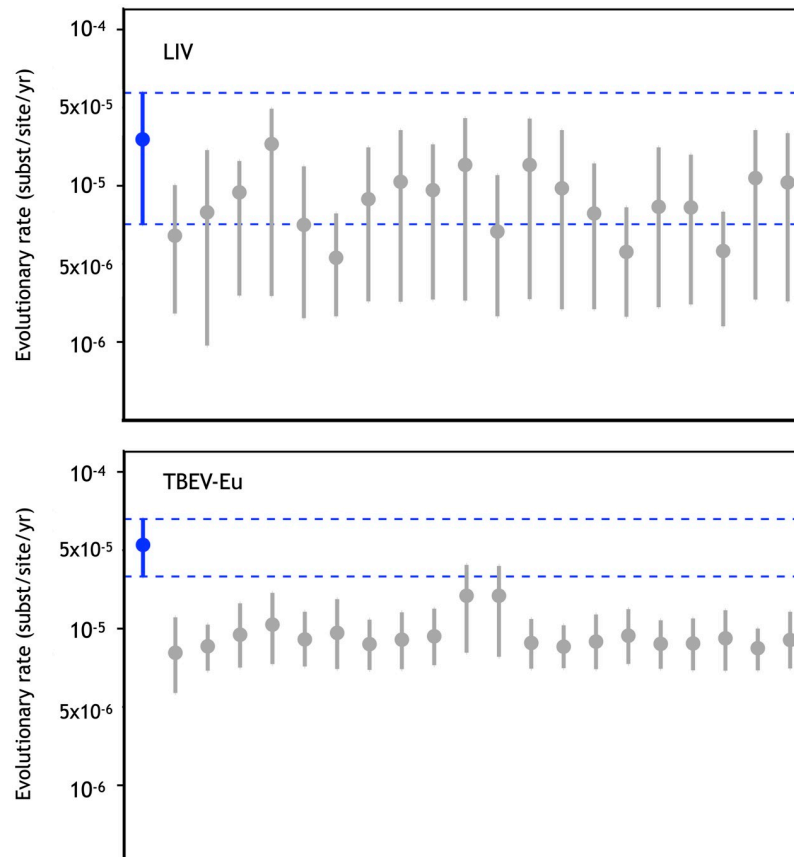 LIV
Evolutionary rate (subst/site/yr)
10⁻⁴
5x10⁻⁵
10⁻⁵
5x10⁻⁶
10⁻⁶
TBEV-Eu
Evolutionary rate (subst/site/yr)
10⁻⁴
5x10⁻⁵
10⁻⁵
5x10⁻⁶
10⁻⁶